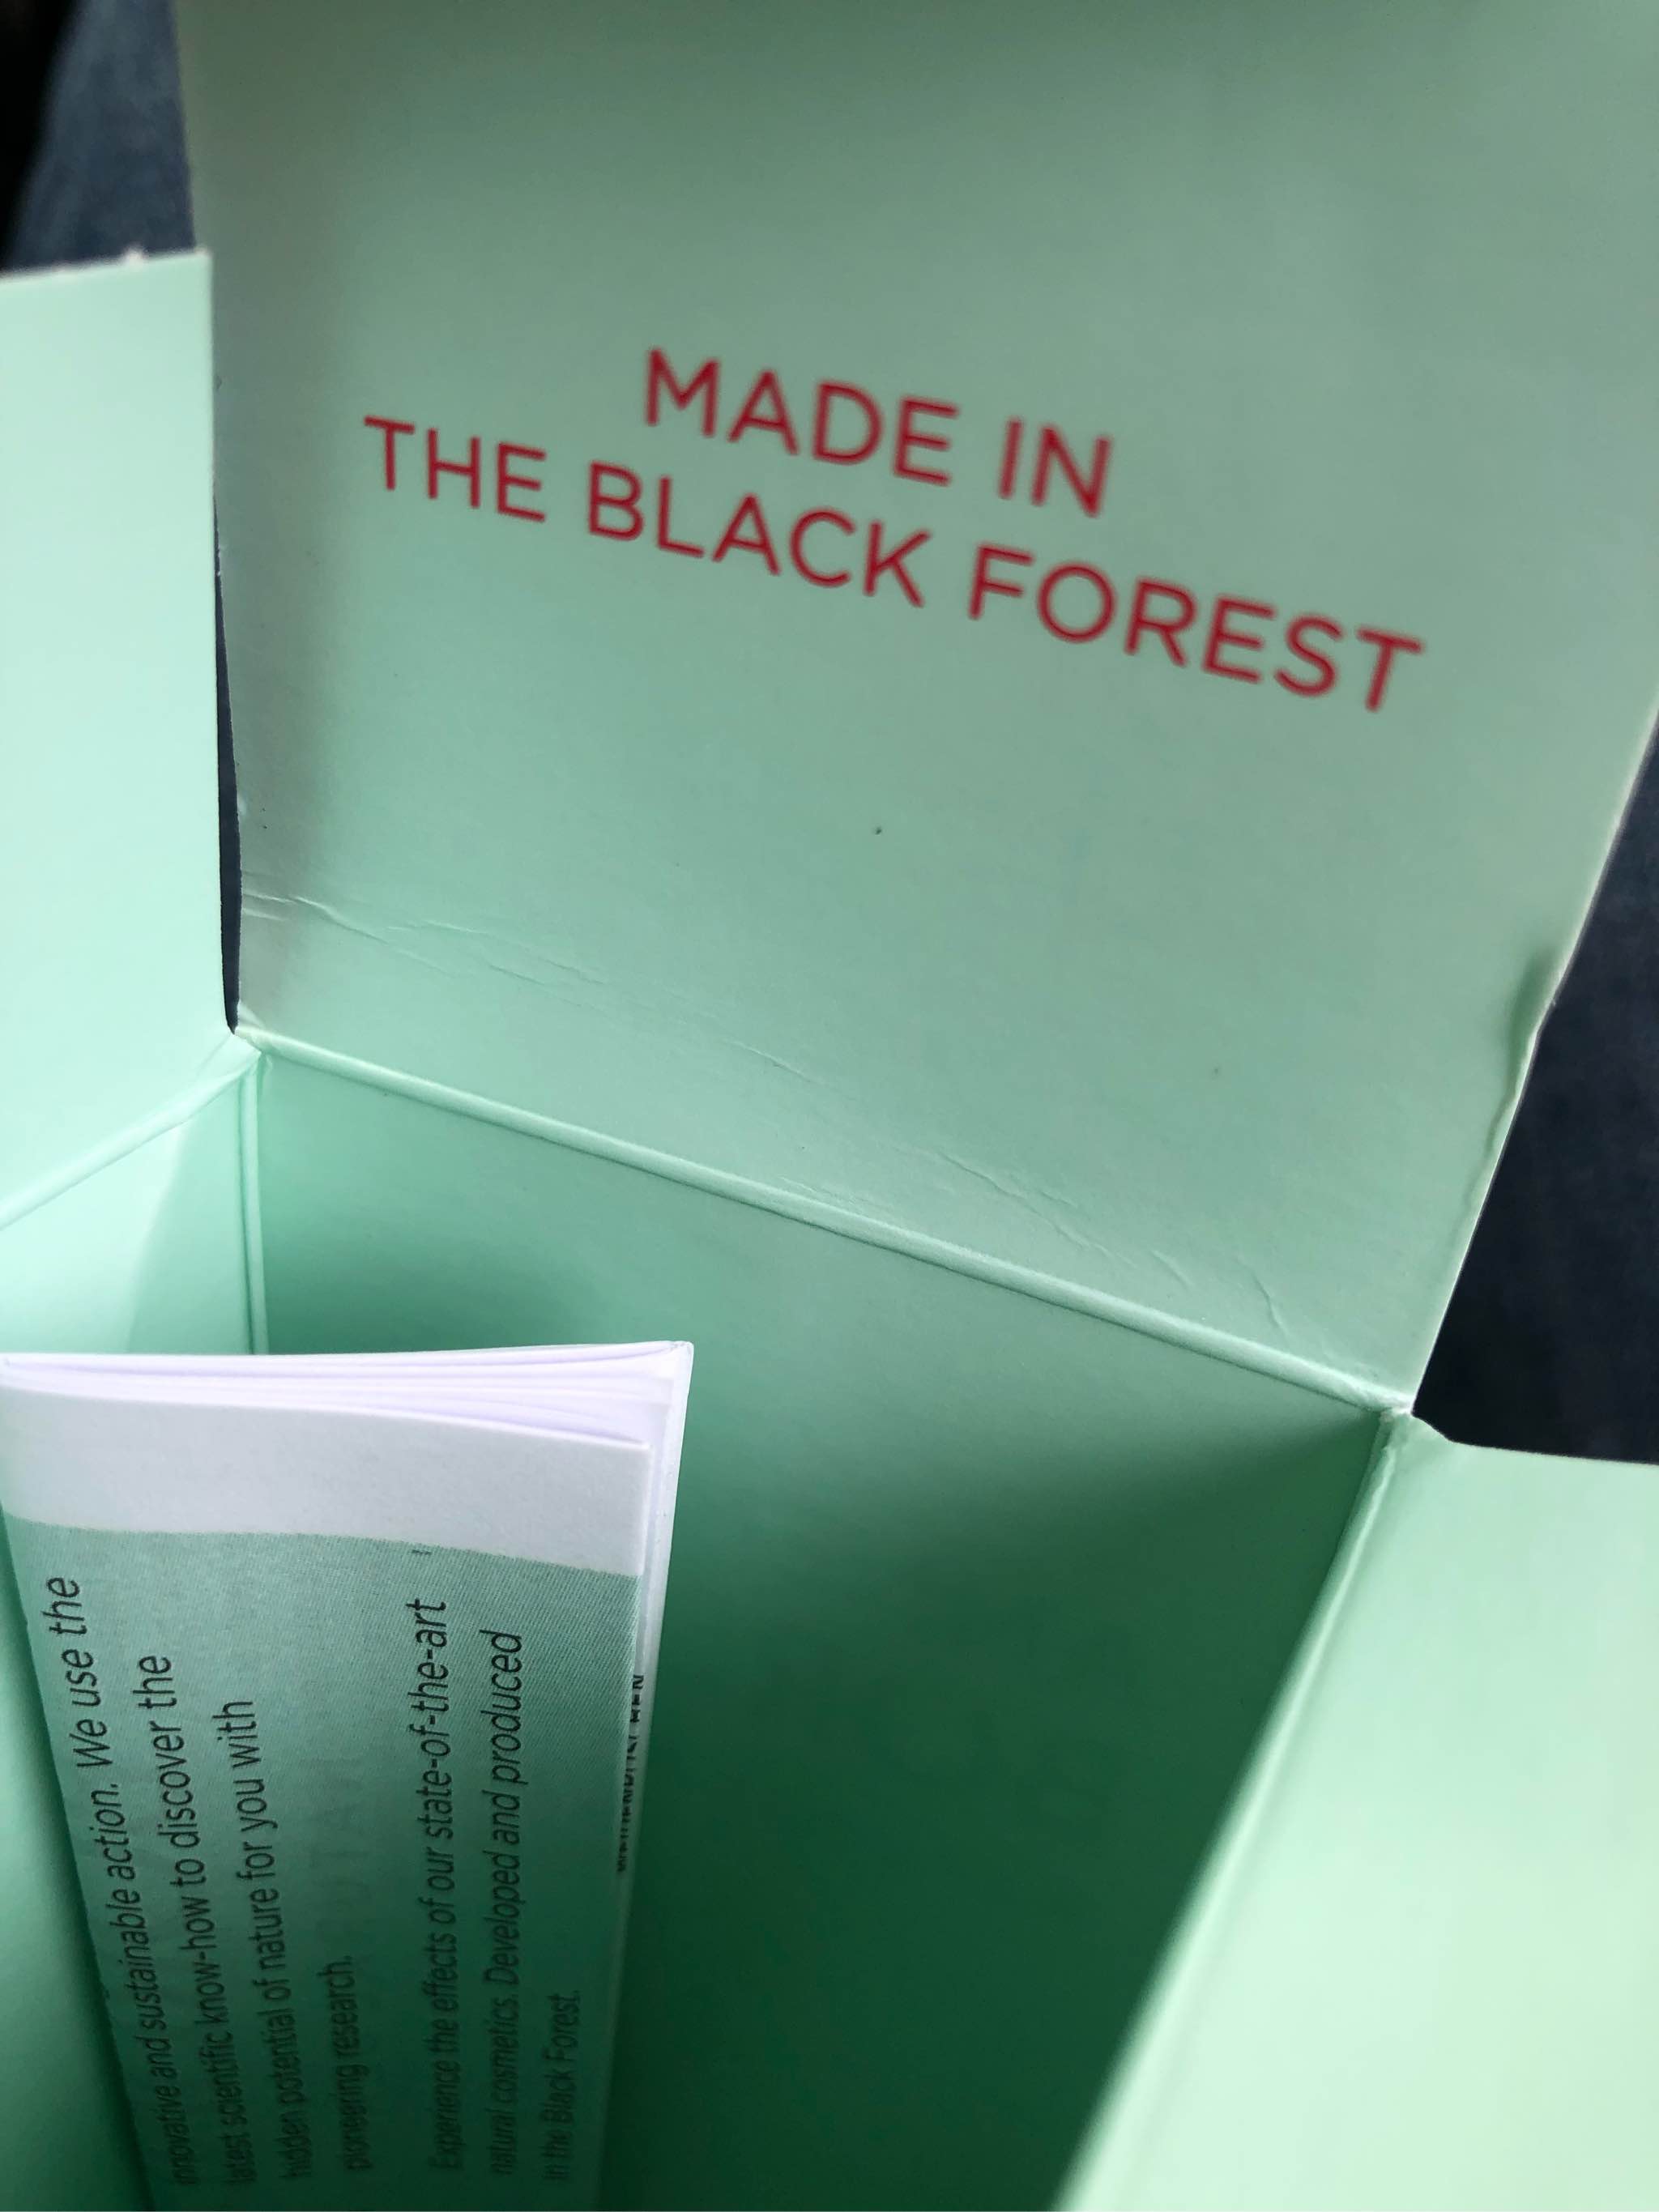 MADE IN
THE BLACK FOREST
innovative and sustainable action. We use the
latest scientific know-how to discover the
hidden potential of nature for you with
pioneering research.
Experience the effects of our state-of-the-art
natural cosmetics. Developed and produced
in the Black Forest.